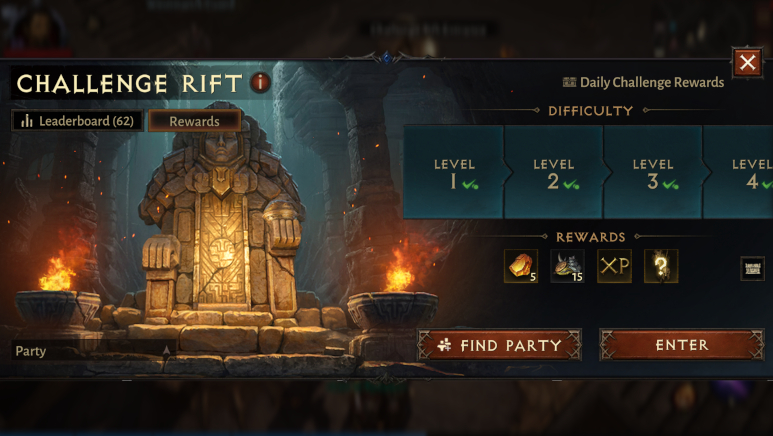 CHALLENGE RIFT
i
Daily Challenge Rewards
Leaderboard (62)
Rewards
DIFFICULTY
LEVEL
1
LEVEL
2
LEVEL
3
LEVEL
4
REWARDS
5
15
XP
?
Party
FIND PARTY
ENTER